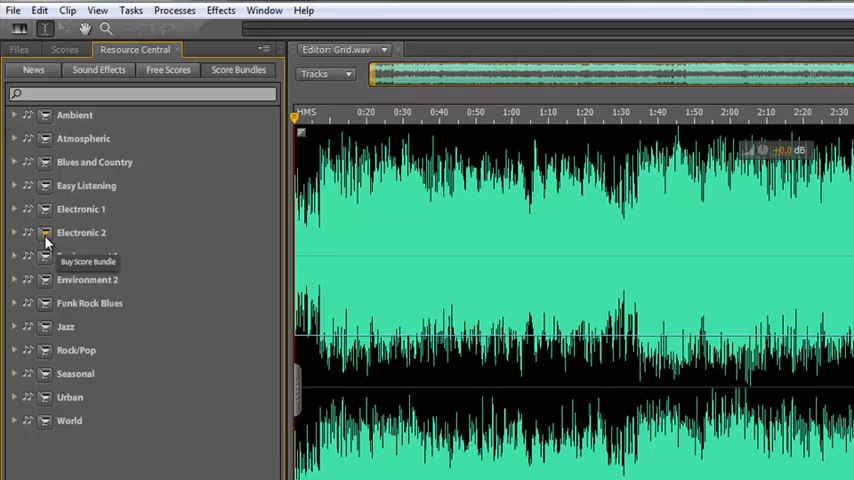 File Edit Clip View Tasks Processes Effects Window Help
Files Scores Resource Central
Editor: Grid.wav
News Sound Effects Free Scores Score Bundles
Tracks
HMS 0:20 0:30 0:40 0:50 1:00 1:10 1:20 1:30 1:40 1:50 2:00 2:10 2:20 2:30
+0.0 dB
Ambient
Atmospheric
Blues and Country
Easy Listening
Electronic 1
Electronic 2
Buy Score Bundle
Environment 2
Funk Rock Blues
Jazz
Rock/Pop
Seasonal
Urban
World